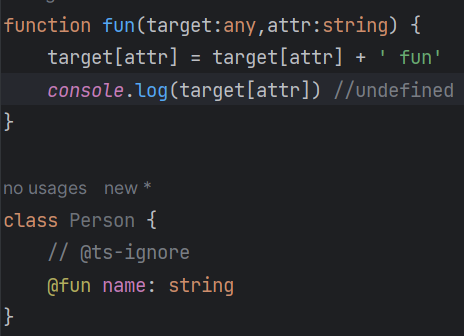 function fun(target:any,attr:string) {
    target[attr] = target[attr] + ' fun'
    console.log(target[attr]) //undefined
}
no usages   new *
class Person {
    // @ts-ignore
    @fun name: string
}